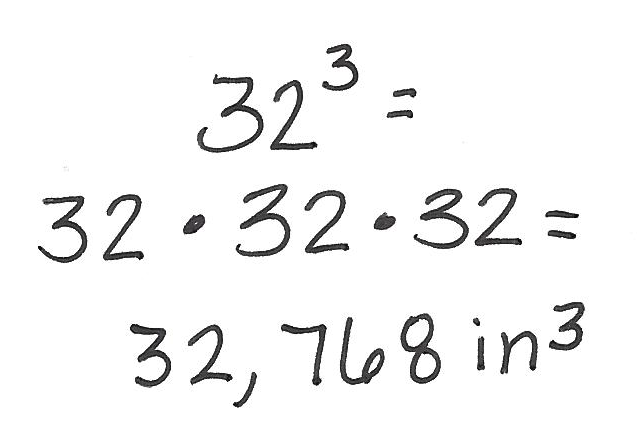 32³ =
32 • 32 • 32 =
32,768 in³